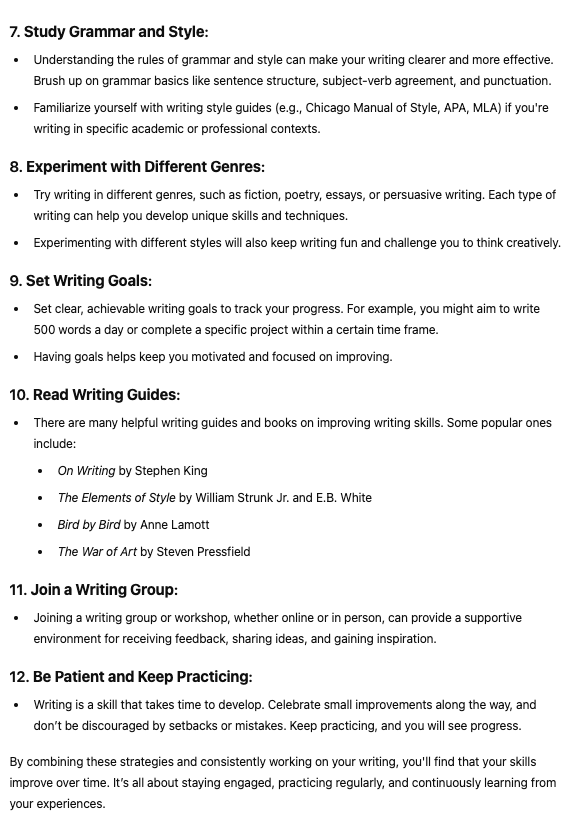 7. Study Grammar and Style:
• Understanding the rules of grammar and style can make your writing clearer and more effective.
Brush up on grammar basics like sentence structure, subject-verb agreement, and punctuation.
• Familiarize yourself with writing style guides (e.g., Chicago Manual of Style, APA, MLA) if you're
writing in specific academic or professional contexts.
8. Experiment with Different Genres:
• Try writing in different genres, such as fiction, poetry, essays, or persuasive writing. Each type of
writing can help you develop unique skills and techniques.
• Experimenting with different styles will also keep writing fun and challenge you to think creatively.
9. Set Writing Goals:
• Set clear, achievable writing goals to track your progress. For example, you might aim to write
500 words a day or complete a specific project within a certain time frame.
• Having goals helps keep you motivated and focused on improving.
10. Read Writing Guides:
• There are many helpful writing guides and books on improving writing skills. Some popular ones
include:
• On Writing by Stephen King
• The Elements of Style by William Strunk Jr. and E.B. White
• Bird by Bird by Anne Lamott
• The War of Art by Steven Pressfield
11. Join a Writing Group:
• Joining a writing group or workshop, whether online or in person, can provide a supportive
environment for receiving feedback, sharing ideas, and gaining inspiration.
12. Be Patient and Keep Practicing:
• Writing is a skill that takes time to develop. Celebrate small improvements along the way, and
don't be discouraged by setbacks or mistakes. Keep practicing, and you will see progress.
By combining these strategies and consistently working on your writing, you'll find that your skills
improve over time. It's all about staying engaged, practicing regularly, and continuously learning from
your experiences.